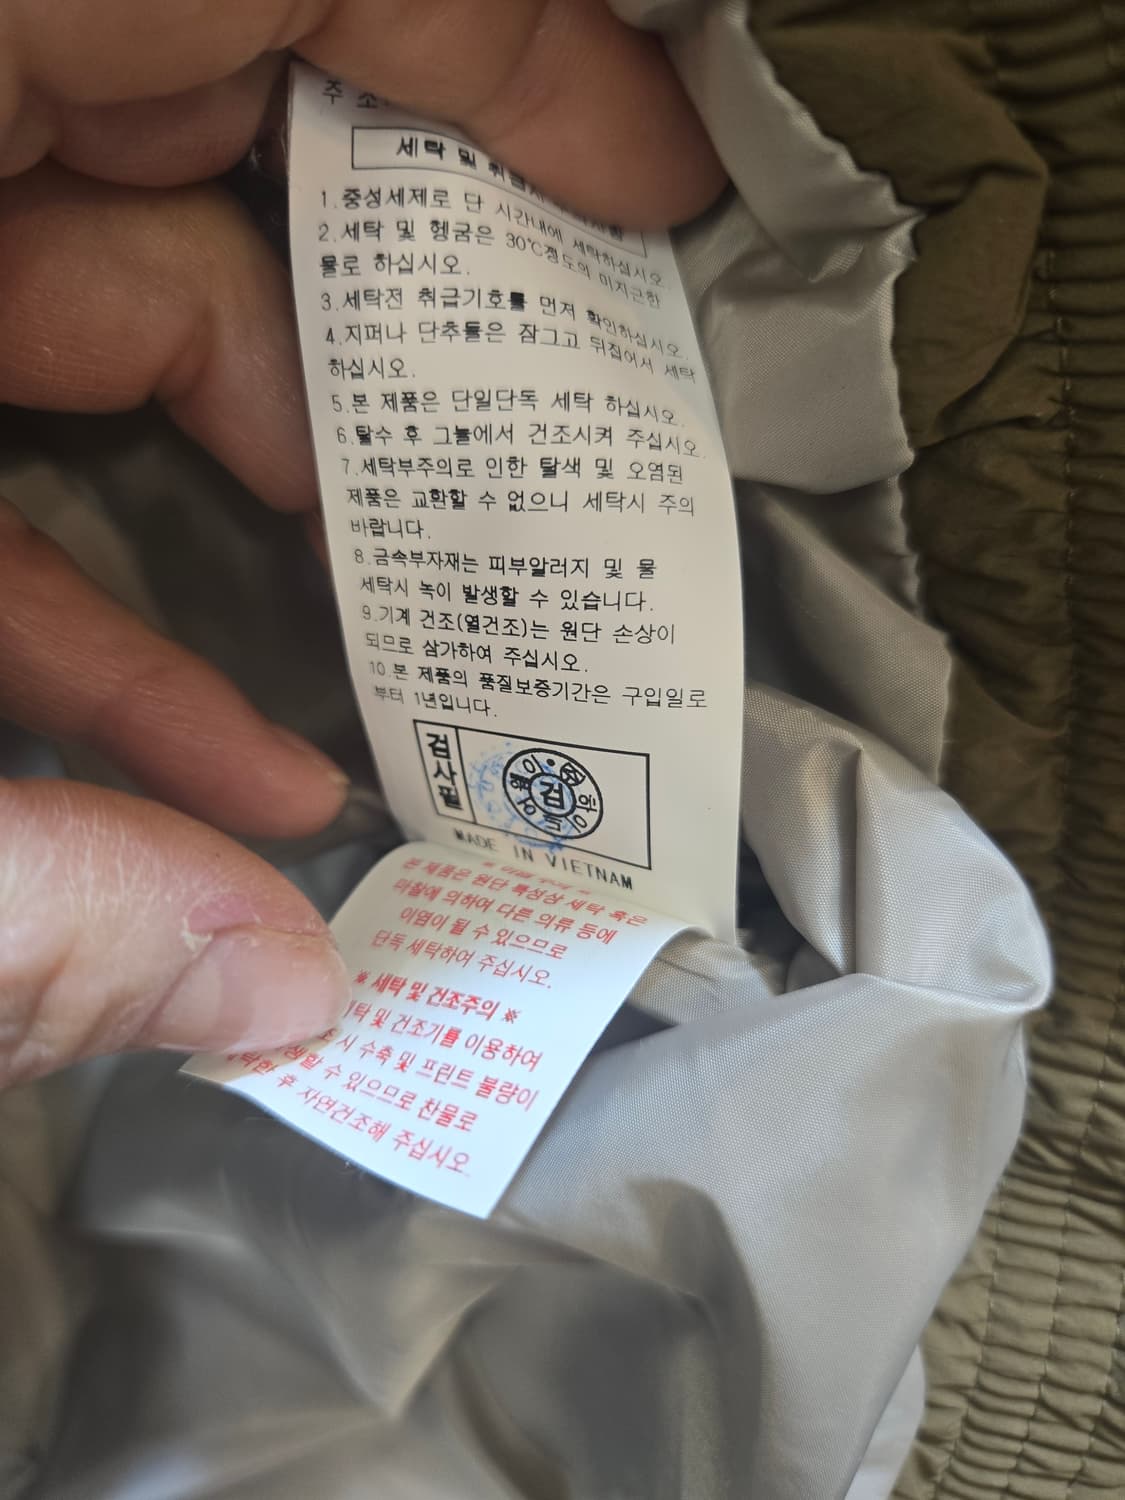 주 소
세탁 및 취급시
1.중성세제로 단 시간내에 세탁하십시오
2.세탁 및 헹굼은 30℃정도의 미지근한
물로 하십시오.
3.세탁전 취급기호를 먼져 확인하십시오.
4.지퍼나 단추들은 잠그고 뒤집어서 세탁
하십시오.
5.본 제품은 단일단독 세탁 하십시오.
6.탈수 후 그늘에서 건조시켜 주십시오.
7.세탁부주의로 인한 탈색 및 오염된
제품은 교환할 수 없으니 세탁시 주의
바랍니다.
8.금속부자재는 피부알러지 및 물
세탁시 녹이 발생할 수 있습니다.
9.기계 건조(열건조)는 원단 손상이
되므로 삼가하여 주십시오.
10.본 제품의 품질보증기간은 구입일로
부터 1년입니다.
검사필
검
MADE IN VIETNAM
본 제품은 원단 특성상 세탁 혹은
마찰에 의하여 다른 의류 등에
이염이 될 수 있으므로
단독 세탁하여 주십시오.
※ 세탁 및 건조주의 ※
및 건조기를 이용하여
시 수축 및 프린트 불량이
수 있으므로 찬물로
후 자연건조해 주십시오.